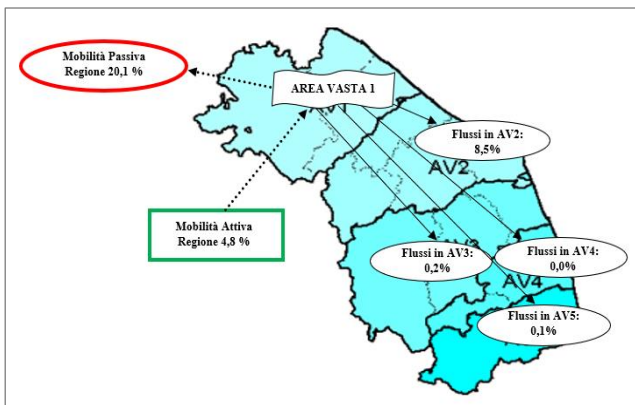 Mobilità Passiva
Regione 20,1 %
AREA VASTA 1
Flussi in AV2:
8,5%
AV2
Mobilità Attiva
Regione 4,8 %
Flussi in AV3:
0,2%
Flussi in AV4:
0,0%
AV4
Flussi in AV5:
0,1%